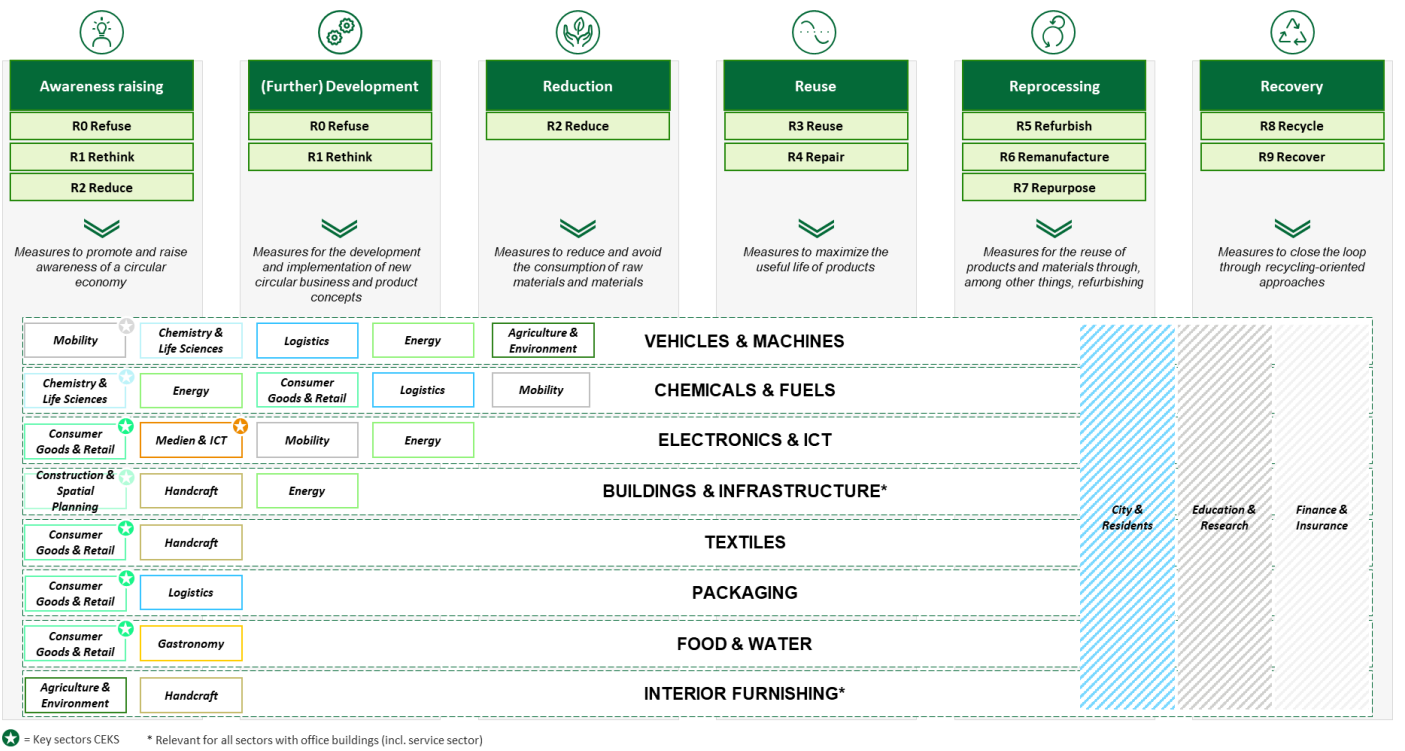 Awareness raising
R0 Refuse
R1 Rethink
R2 Reduce
Measures to promote and raise
awareness of a circular
economy
(Further) Development
R0 Refuse
R1 Rethink
Measures for the development
and implementation of new
circular business and product
concepts
Reduction
R2 Reduce
Measures to reduce and avoid
the consumption of raw
materials and materials
Reuse
R3 Reuse
R4 Repair
Measures to maximize the
useful life of products
Reprocessing
R5 Refurbish
R6 Remanufacture
R7 Repurpose
Measures for the reuse of
products and materials through,
among other things, refurbishing
Recovery
R8 Recycle
R9 Recover
Measures to close the loop
through recycling-oriented
approaches
Mobility
Chemistry &
Life Sciences
Logistics
Energy
Agriculture &
Environment
VEHICLES & MACHINES
Chemistry &
Life Sciences
Energy
Consumer
Goods & Retail
Logistics
Mobility
CHEMICALS & FUELS
Consumer
Goods & Retail
Medien & ICT
Mobility
Energy
ELECTRONICS & ICT
Construction &
Spatial
Planning
Handcraft
Energy
BUILDINGS & INFRASTRUCTURE*
Consumer
Goods & Retail
Handcraft
TEXTILES
Consumer
Goods & Retail
Logistics
PACKAGING
Consumer
Goods & Retail
Gastronomy
FOOD & WATER
Agriculture &
Environment
Handcraft
INTERIOR FURNISHING*
City &
Residents
Education &
Research
Finance &
Insurance
= Key sectors CEKS
* Relevant for all sectors with office buildings (incl. service sector)